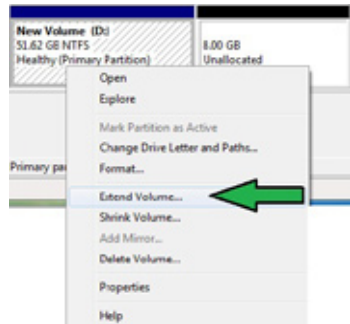 New Volume (D:)
51.62 GB NTFS
Healthy (Primary Partition)
8.00 GB
Unallocated
Open
Explore
Mark Partition as Active
Change Drive Letter and Paths...
Format...
Primary pa
Extend Volume...
Shrink Volume...
Add Mirror...
Delete Volume...
Properties
Help